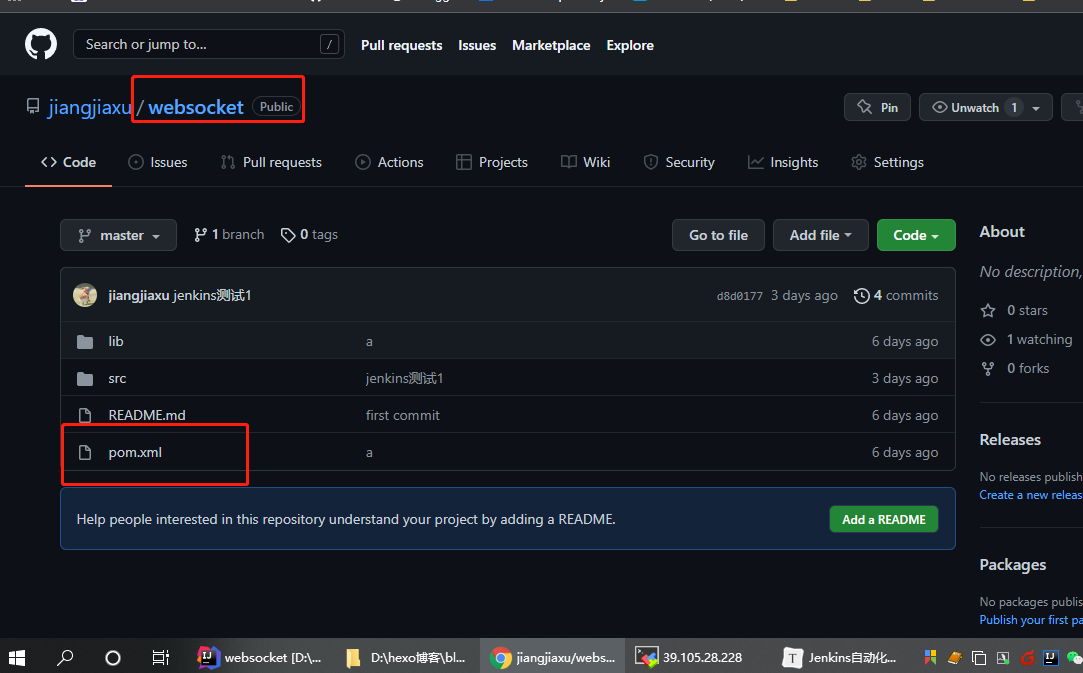 Search or jump to... /
Pull requests Issues Marketplace Explore
jiangjiaxu / websocket Public
Pin Unwatch 1
Code Issues Pull requests Actions Projects Wiki Security Insights Settings
master 1 branch 0 tags
Go to file Add file Code
jiangjiaxu jenkins测试1 d8d0177 3 days ago 4 commits
lib a 6 days ago
src jenkins测试1 3 days ago
README.md first commit 6 days ago
pom.xml a 6 days ago
Help people interested in this repository understand your project by adding a README.
Add a README
About
No description,
0 stars
1 watching
0 forks
Releases
No releases publish
Create a new releas
Packages
No packages publis
Publish your first pa
websocket [D:\... D:\hexo博客\bl... jiangjiaxu/webs... 39.105.28.228 Jenkins自动化...